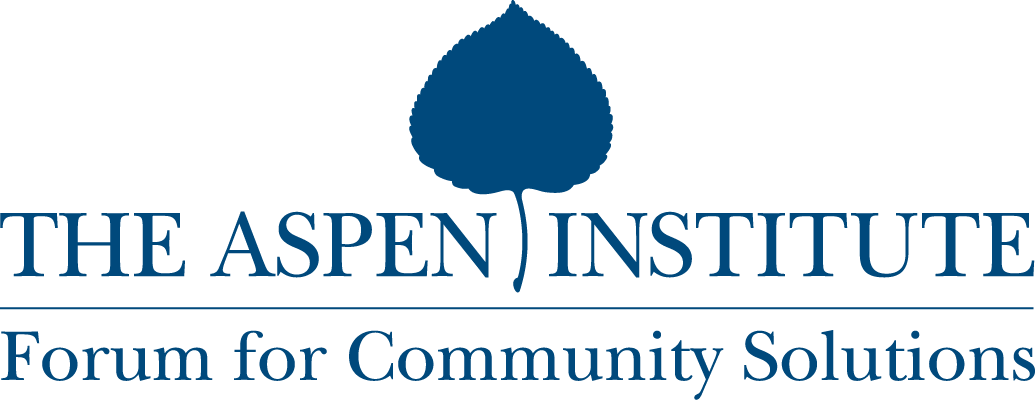 THE ASPEN INSTITUTE
Forum for Community Solutions